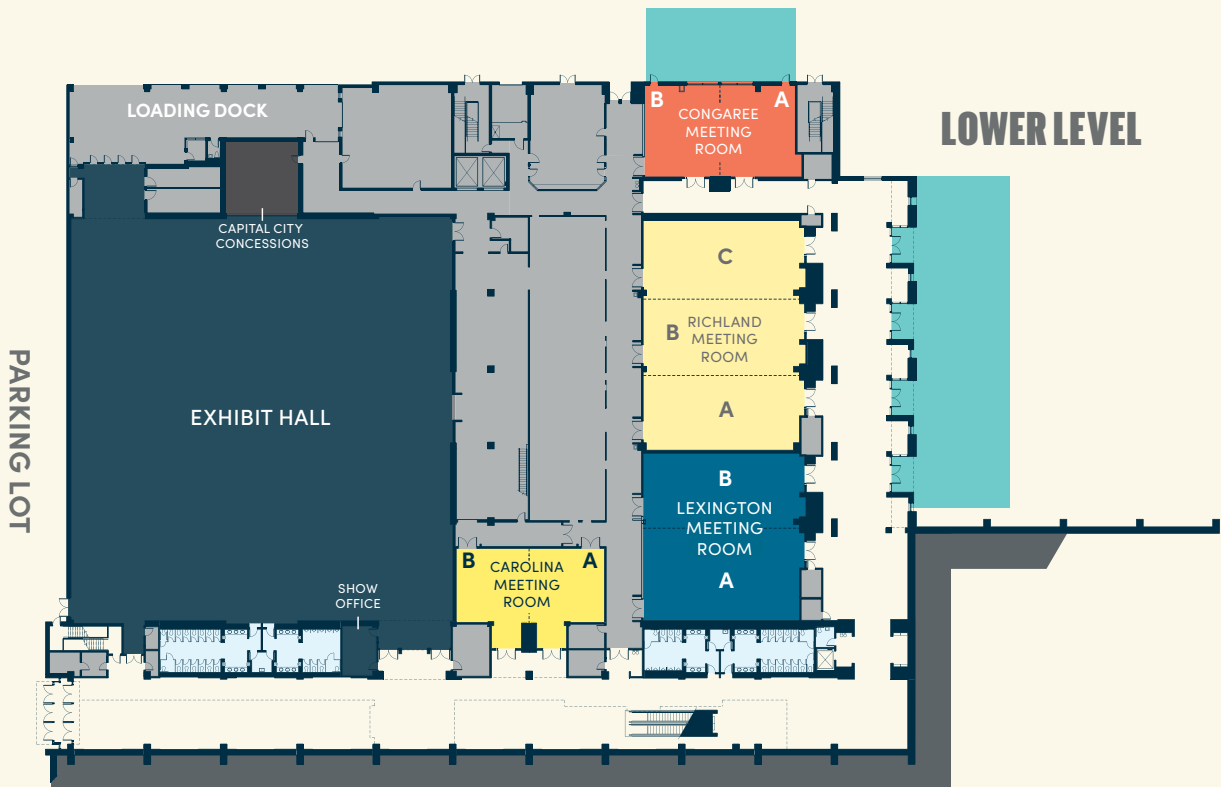 LOADING DOCK
B
A
CONGAREE
MEETING
ROOM
LOWER LEVEL
CAPITAL CITY
CONCESSIONS
C
B
RICHLAND
MEETING
ROOM
A
PARKING LOT
EXHIBIT HALL
B
LEXINGTON
MEETING
ROOM
A
B
A
CAROLINA
MEETING
ROOM
SHOW
OFFICE